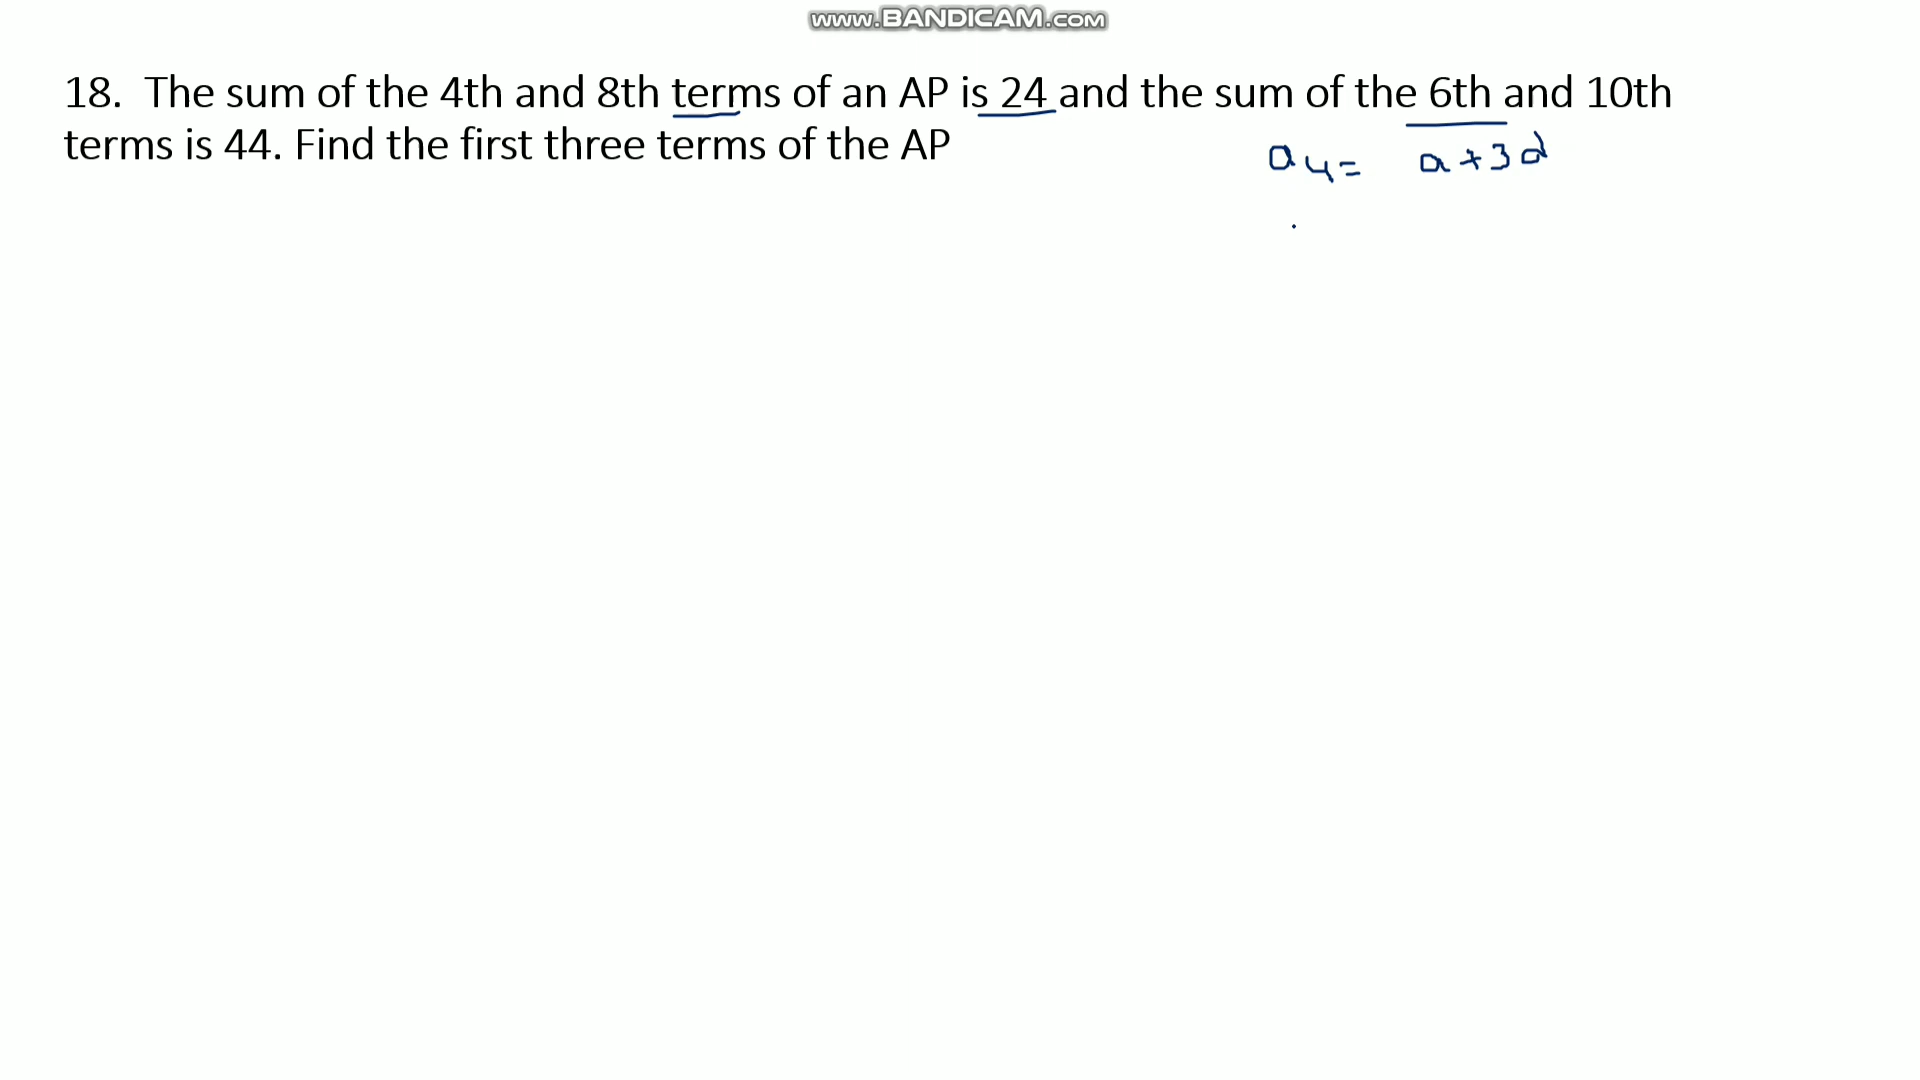 www.BANDICAM.com
18. The sum of the 4th and 8th terms of an AP is 24 and the sum of the 6th and 10th
terms is 44. Find the first three terms of the AP
a4 = a+3d